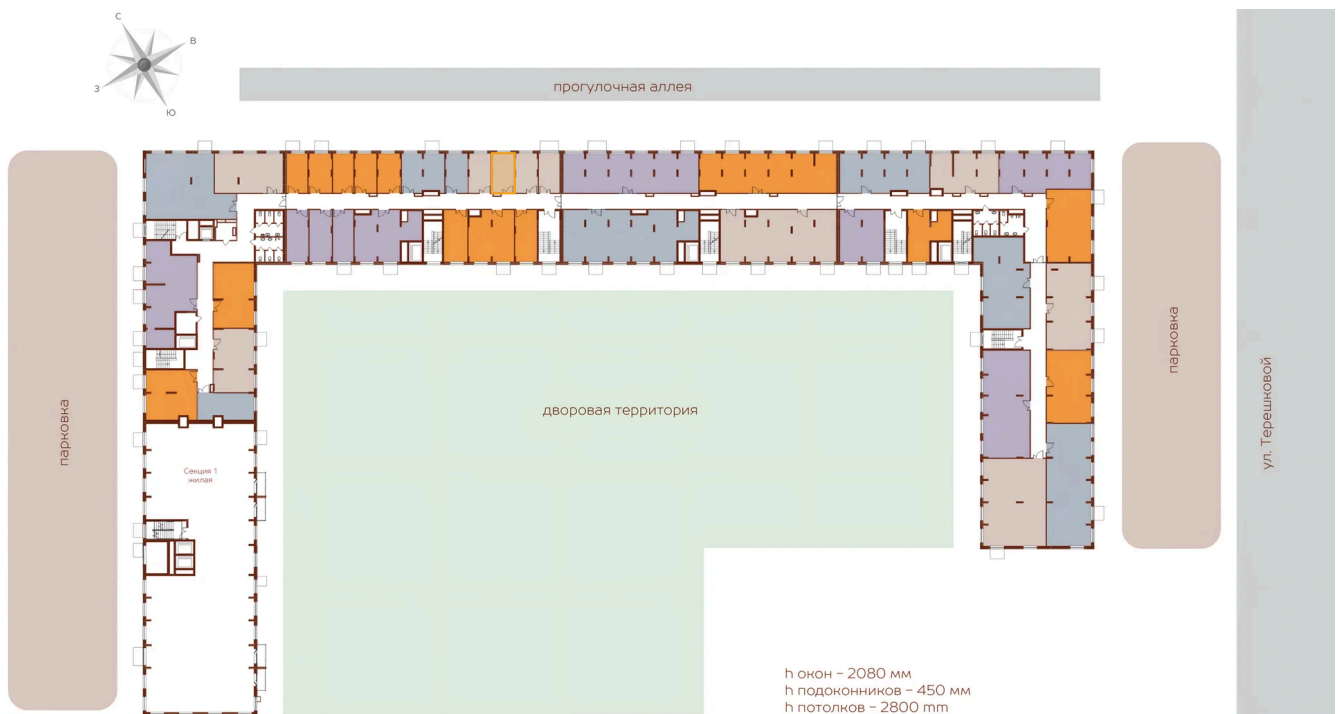 С
В
З
Ю
прогулочная аллея
парковка
парковка
ул. Терешковой
дворовая территория
Секция 1
жилая
h окон – 2080 мм
h подоконников – 450 мм
h потолков – 2800 mm